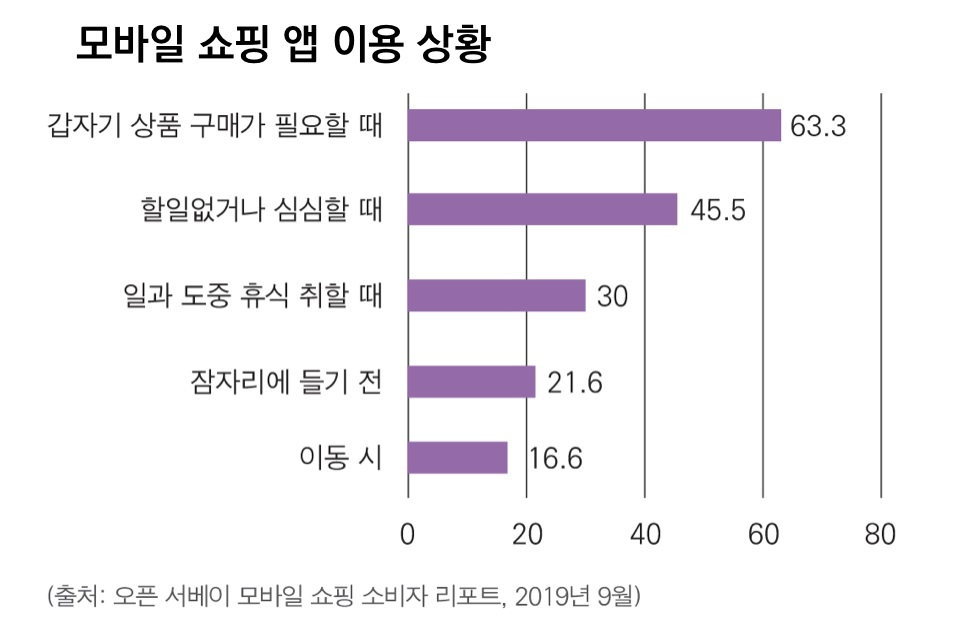 모바일 쇼핑 앱 이용 상황
갑자기 상품 구매가 필요할 때 63.3
할일없거나 심심할 때 45.5
일과 도중 휴식 취할 때 30
잠자리에 들기 전 21.6
이동 시 16.6
0 20 40 60 80
(출처: 오픈 서베이 모바일 쇼핑 소비자 리포트, 2019년 9월)